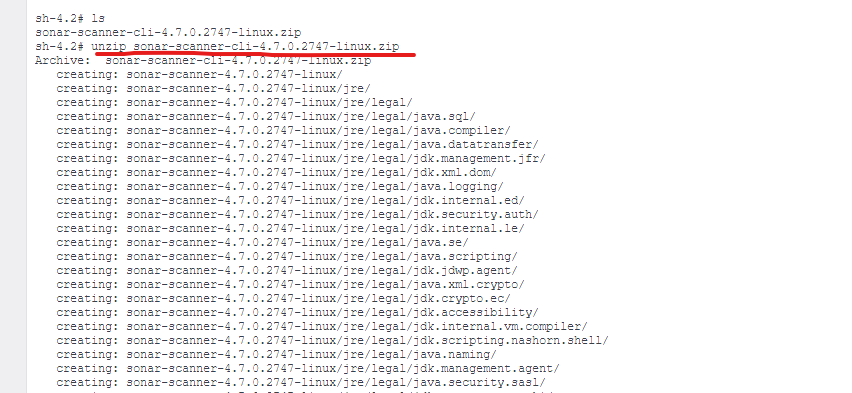 sh-4.2# ls
sonar-scanner-cli-4.7.0.2747-linux.zip
sh-4.2# unzip sonar-scanner-cli-4.7.0.2747-linux.zip
Archive:  sonar-scanner-cli-4.7.0.2747-linux.zip
   creating: sonar-scanner-4.7.0.2747-linux/
   creating: sonar-scanner-4.7.0.2747-linux/jre/
   creating: sonar-scanner-4.7.0.2747-linux/jre/legal/
   creating: sonar-scanner-4.7.0.2747-linux/jre/legal/java.sql/
   creating: sonar-scanner-4.7.0.2747-linux/jre/legal/java.compiler/
   creating: sonar-scanner-4.7.0.2747-linux/jre/legal/java.datatransfer/
   creating: sonar-scanner-4.7.0.2747-linux/jre/legal/jdk.management.jfr/
   creating: sonar-scanner-4.7.0.2747-linux/jre/legal/jdk.xml.dom/
   creating: sonar-scanner-4.7.0.2747-linux/jre/legal/java.logging/
   creating: sonar-scanner-4.7.0.2747-linux/jre/legal/jdk.internal.ed/
   creating: sonar-scanner-4.7.0.2747-linux/jre/legal/jdk.security.auth/
   creating: sonar-scanner-4.7.0.2747-linux/jre/legal/jdk.internal.le/
   creating: sonar-scanner-4.7.0.2747-linux/jre/legal/java.se/
   creating: sonar-scanner-4.7.0.2747-linux/jre/legal/java.scripting/
   creating: sonar-scanner-4.7.0.2747-linux/jre/legal/jdk.jdwp.agent/
   creating: sonar-scanner-4.7.0.2747-linux/jre/legal/java.xml.crypto/
   creating: sonar-scanner-4.7.0.2747-linux/jre/legal/jdk.crypto.ec/
   creating: sonar-scanner-4.7.0.2747-linux/jre/legal/jdk.accessibility/
   creating: sonar-scanner-4.7.0.2747-linux/jre/legal/jdk.internal.vm.compiler/
   creating: sonar-scanner-4.7.0.2747-linux/jre/legal/jdk.scripting.nashorn.shell/
   creating: sonar-scanner-4.7.0.2747-linux/jre/legal/java.naming/
   creating: sonar-scanner-4.7.0.2747-linux/jre/legal/jdk.management.agent/
   creating: sonar-scanner-4.7.0.2747-linux/jre/legal/java.security.sasl/